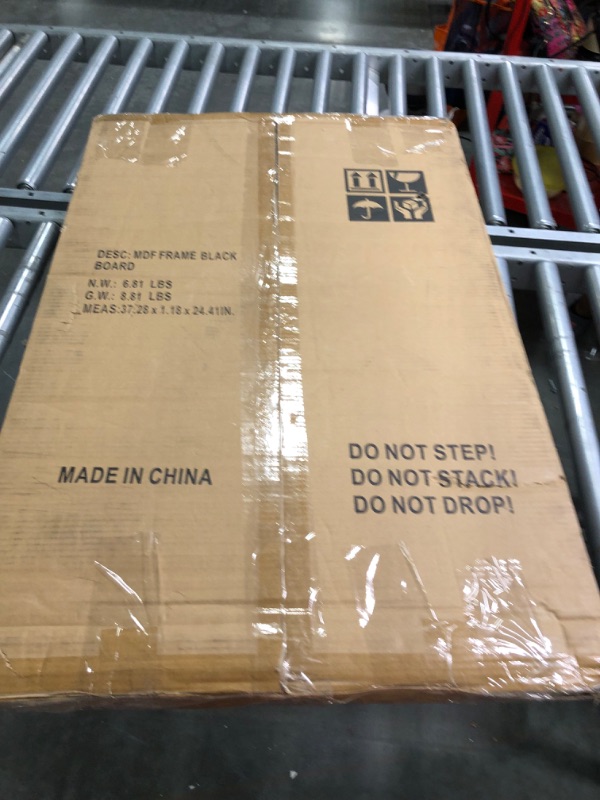 DESC: MDF FRAME BLACK
BOARD
N.W.: 6.81 LBS
G.W.: 8.81 LBS
MEAS:37.28 x 1.18 x 24.41IN.
MADE IN CHINA
DO NOT STEP!
DO NOT STACK!
DO NOT DROP!